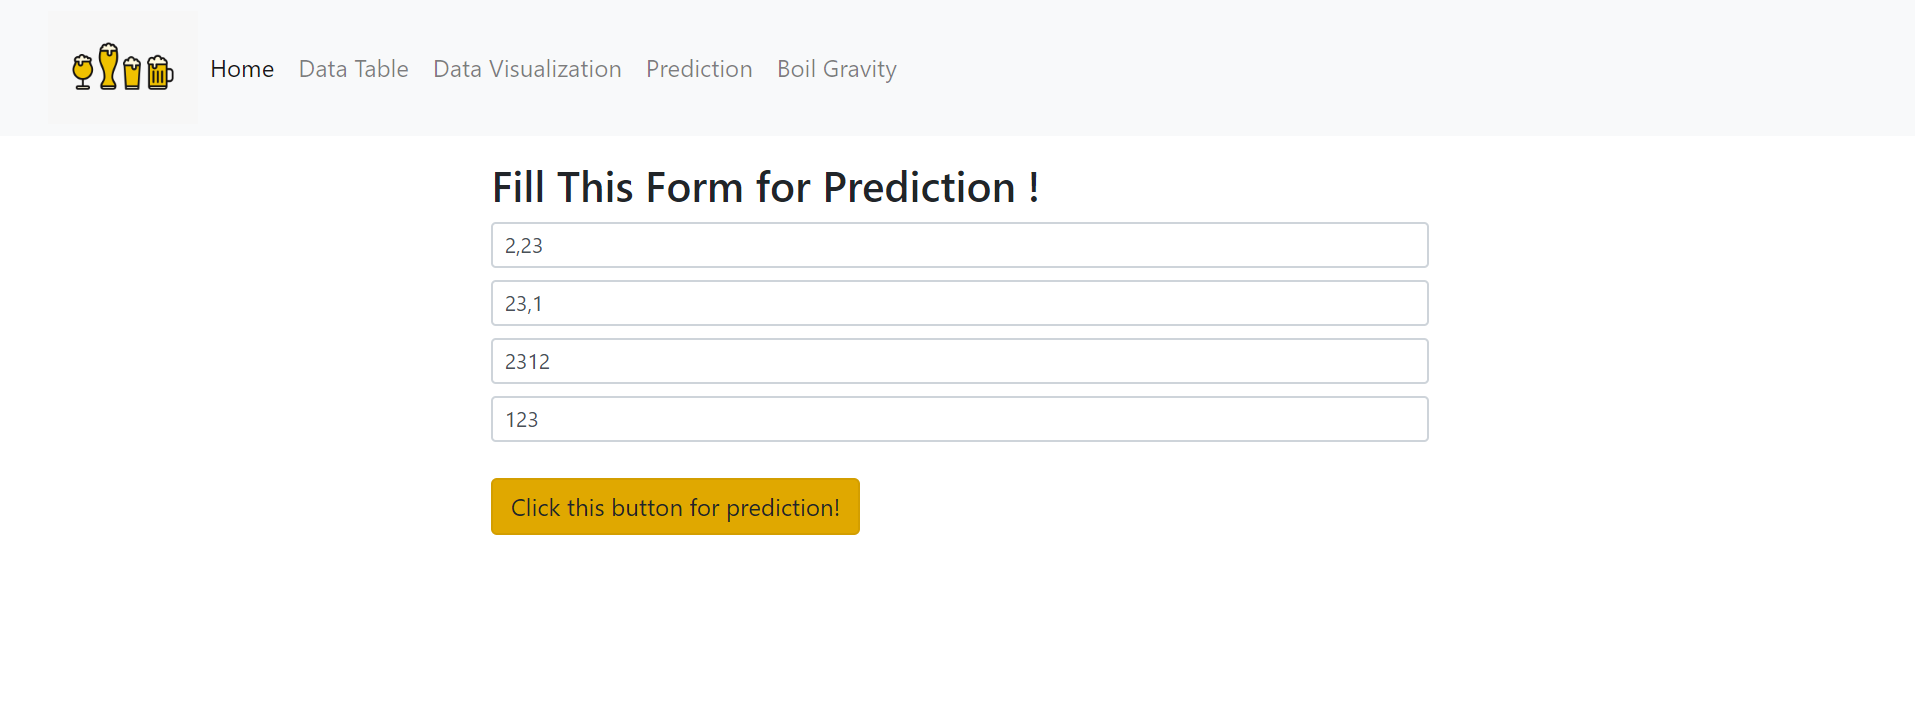 Home Data Table Data Visualization Prediction Boil Gravity
Fill This Form for Prediction !
2,23
23,1
2312
123
Click this button for prediction!